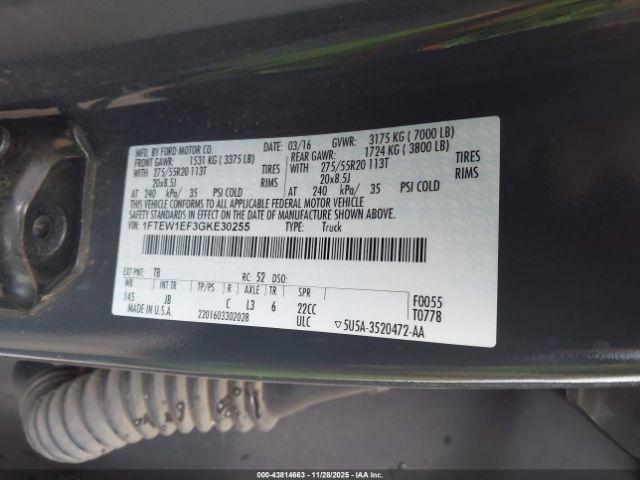 MFD. BY FORD MOTOR CO.
DATE: 03/16 GVWR: 3175 KG ( 7000 LB)
FRONT GAWR: 1531 KG ( 3375 LB) REAR GAWR: 1724 KG ( 3800 LB)
WITH 275/55R20 113T TIRES WITH 275/55R20 113T TIRES
20x8.5J RIMS 20x8.5J RIMS
AT 240 kPa/ 35 PSI COLD AT 240 kPa/ 35 PSI COLD
THIS VEHICLE CONFORMS TO ALL APPLICABLE FEDERAL MOTOR VEHICLE
SAFETY AND THEFT PREVENTION STANDARDS IN EFFECT ON THE DATE OF
MANUFACTURE SHOWN ABOVE.
VIN: 1FTEW1EF3GKE30255 TYPE: Truck
EXT PNT: TB RC: 52 DSO:
WB INT TR TP/PS R AXLE TR SPR F0055
145 JB C L3 6 22CC T0778
MADE IN U.S.A. 2201603302028 ULC ▽5U5A-3520472-AA
000-43814663 | 11/28/2025 - IAAI.COM